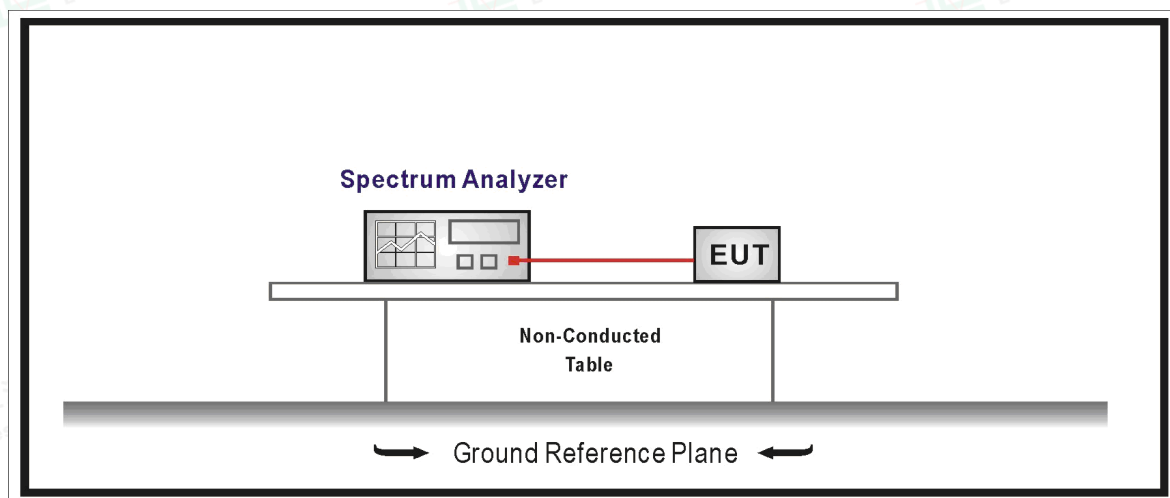 Spectrum Analyzer
EUT
Non-Conducted
Table
Ground Reference Plane